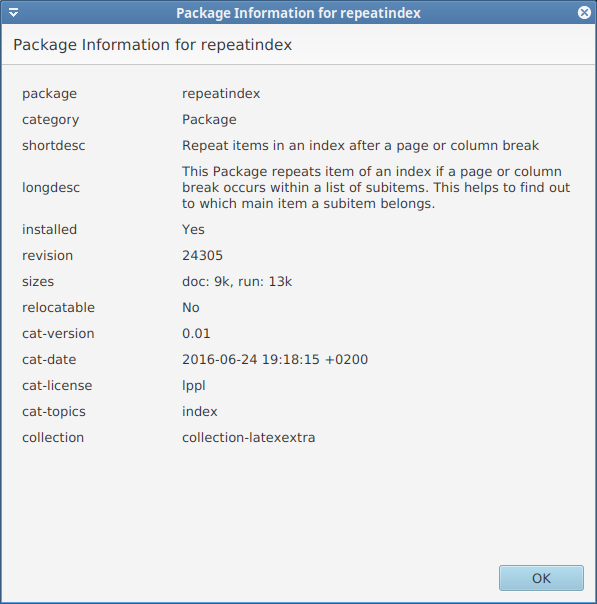 Package Information for repeatindex
Package Information for repeatindex
package repeatindex
category Package
shortdesc Repeat items in an index after a page or column break
longdesc This Package repeats item of an index if a page or column
break occurs within a list of subitems. This helps to find out
to which main item a subitem belongs.
installed Yes
revision 24305
sizes doc: 9k, run: 13k
relocatable No
cat-version 0.01
cat-date 2016-06-24 19:18:15 +0200
cat-license lppl
cat-topics index
collection collection-latexextra
OK